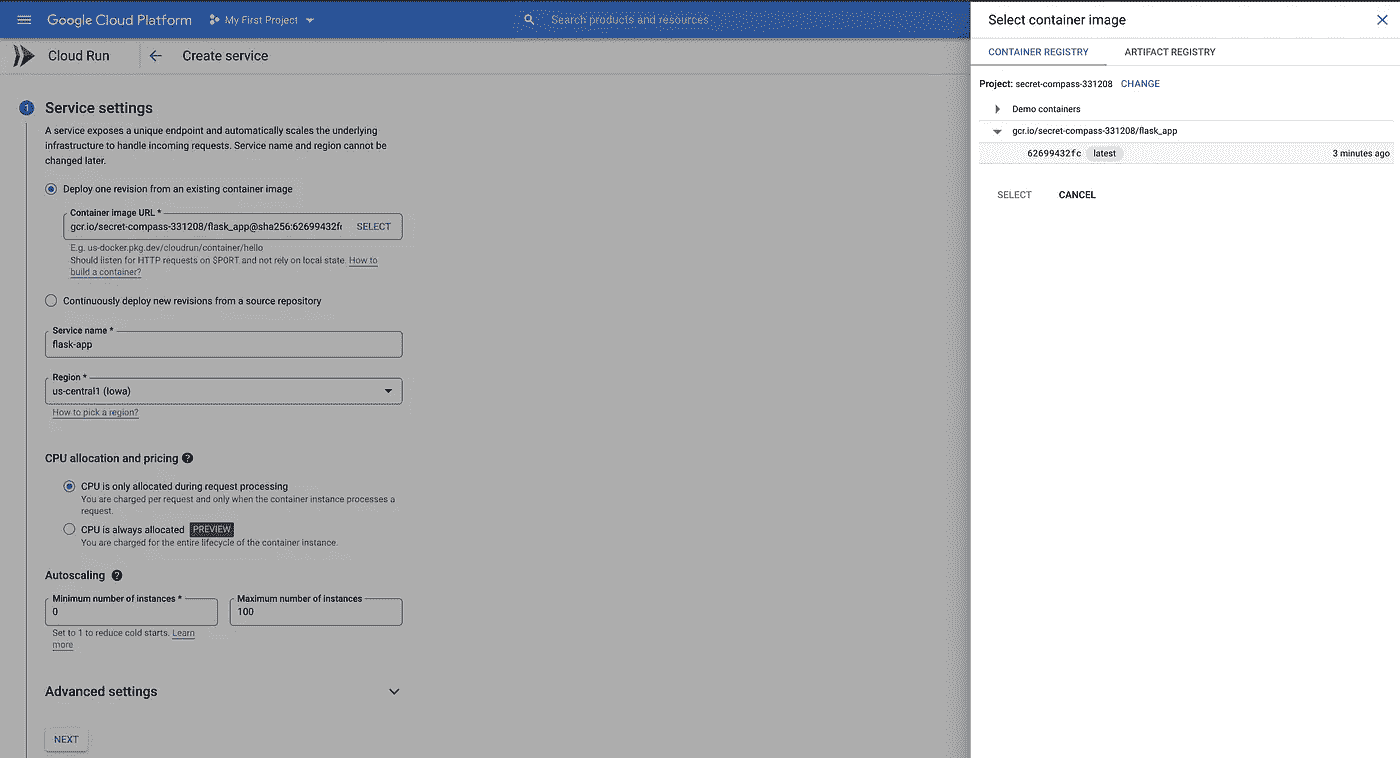 Google Cloud Platform
My First Project
Search products and resources
Cloud Run
Create service
1
Service settings
A service exposes a unique endpoint and automatically scales the underlying
infrastructure to handle incoming requests. Service name and region cannot be
changed later.
Deploy one revision from an existing container image
Container image URL *
gcr.io/secret-compass-331208/flask_app@sha256:62699432f
SELECT
E.g. us-docker.pkg.dev/cloudrun/container/hello
Should listen for HTTP requests on $PORT and not rely on local state. How to
build a container?
Continuously deploy new revisions from a source repository
Service name *
flask-app
Region *
us-central1 (Iowa)
How to pick a region?
CPU allocation and pricing
CPU is only allocated during request processing
You are charged per request and only when the container instance processes a
request.
CPU is always allocated PREVIEW
You are charged for the entire lifecycle of the container instance.
Autoscaling
Minimum number of instances *
0
Maximum number of instances
100
Set to 1 to reduce cold starts. Learn
more
Advanced settings
NEXT
Select container image
CONTAINER REGISTRY
ARTIFACT REGISTRY
Project: secret-compass-331208 CHANGE
Demo containers
gcr.io/secret-compass-331208/flask_app
62699432fc latest 3 minutes ago
SELECT
CANCEL